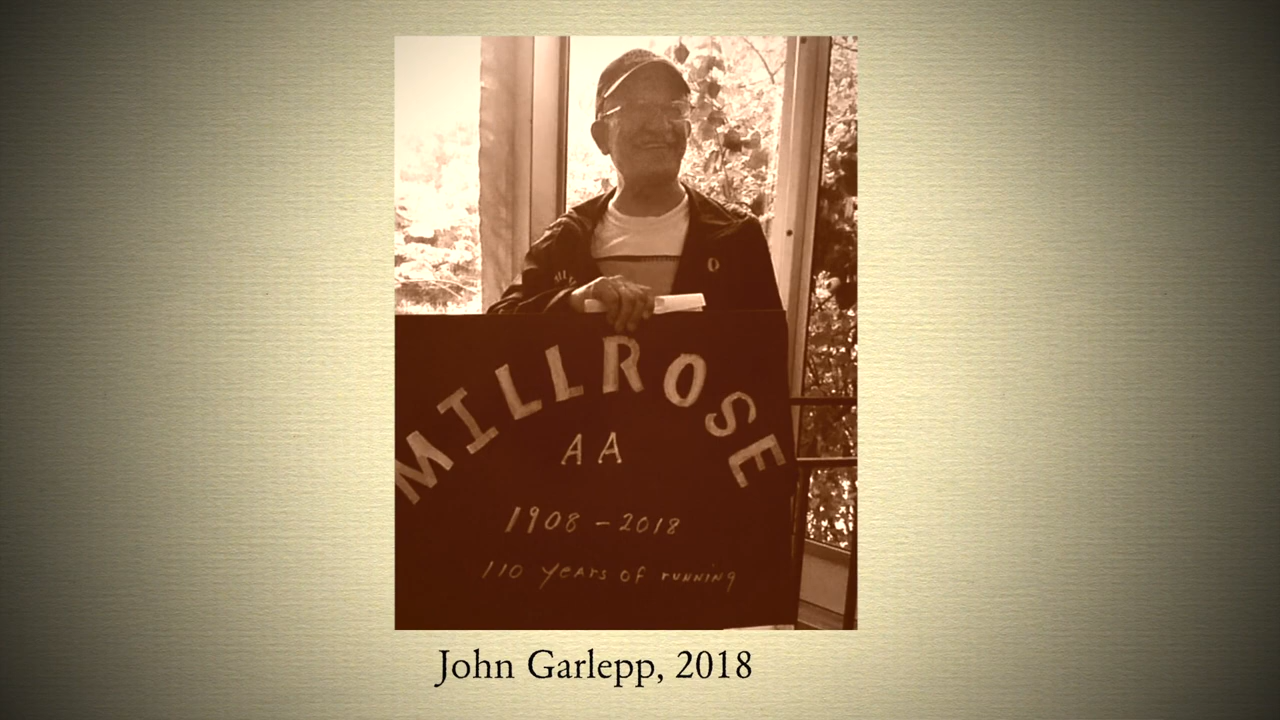 MILLROSE
AA
1908 - 2018
110 years of running
John Garlepp, 2018